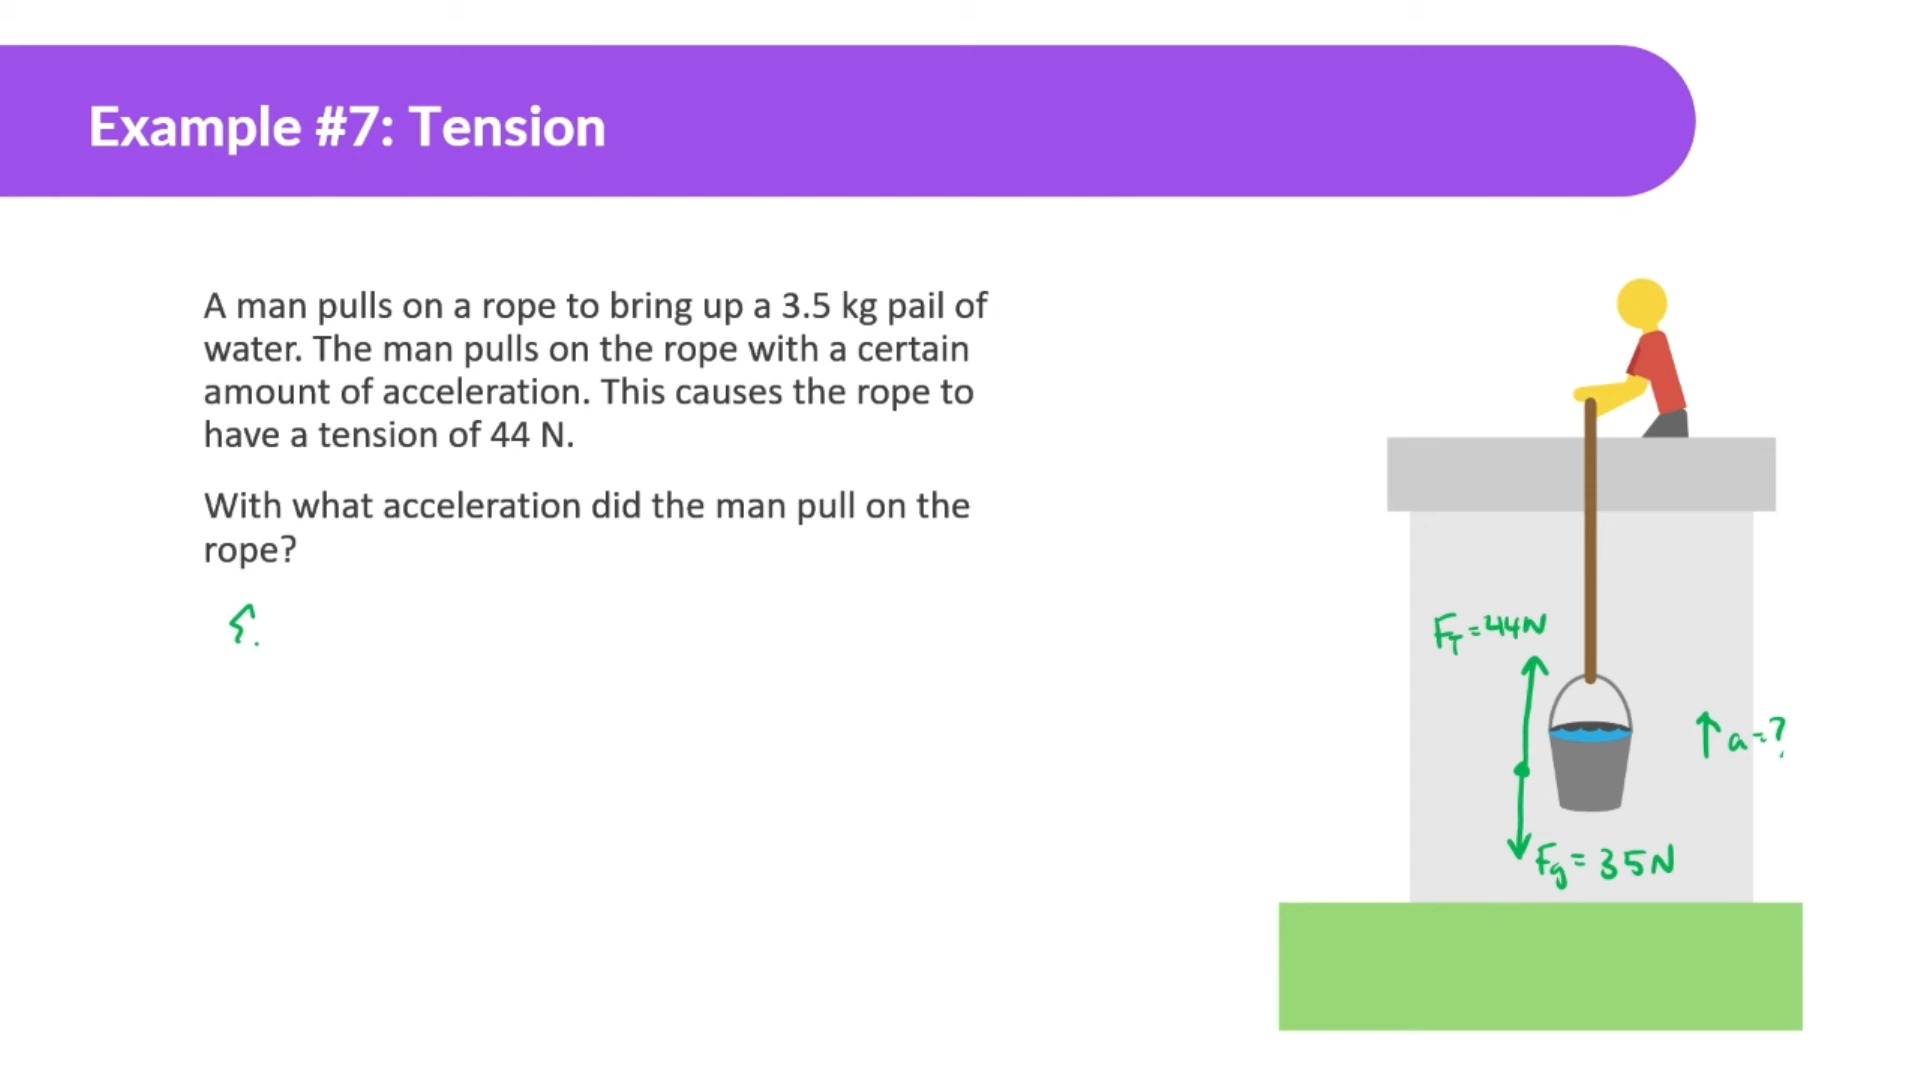 Example #7: Tension
A man pulls on a rope to bring up a 3.5 kg pail of
water. The man pulls on the rope with a certain
amount of acceleration. This causes the rope to
have a tension of 44 N.
With what acceleration did the man pull on the
rope?
Σ.
F_T = 44N
↑ a = ?
F_g = 35N